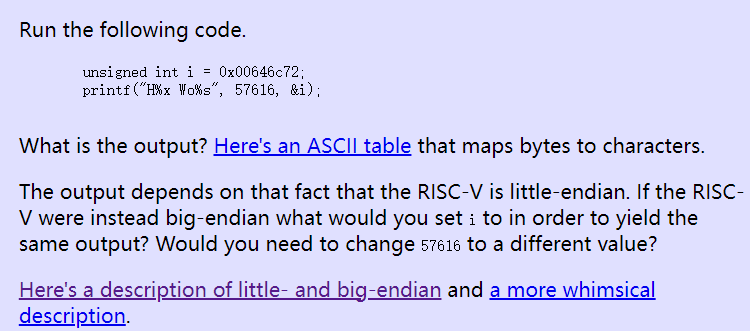 Run the following code.
unsigned int i = 0x00646c72;
printf("H%x Wo%s", 57616, &i);
What is the output? Here's an ASCII table that maps bytes to characters.
The output depends on that fact that the RISC-V is little-endian. If the RISC-
V were instead big-endian what would you set i to in order to yield the
same output? Would you need to change 57616 to a different value?
Here's a description of little- and big-endian and a more whimsical
description.